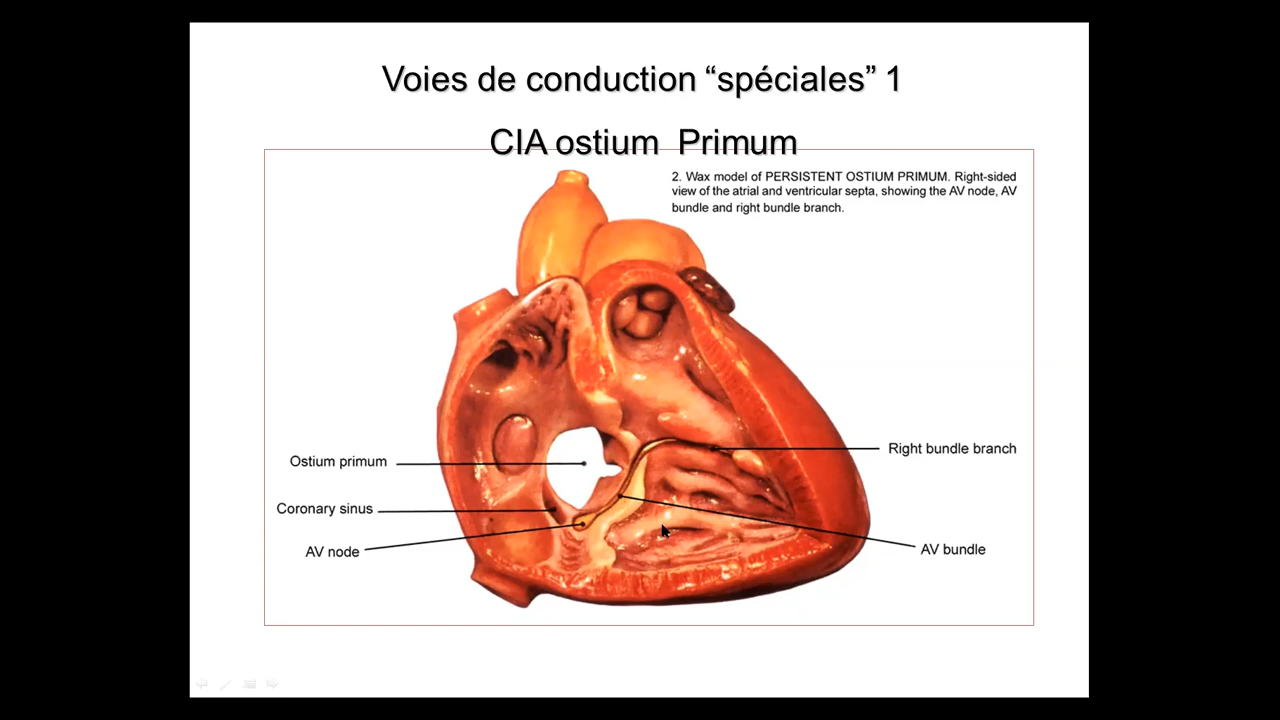 Voies de conduction “spéciales” 1
CIA ostium Primum
2. Wax model of PERSISTENT OSTIUM PRIMUM. Right-sided
view of the atrial and ventricular septa, showing the AV node, AV
bundle and right bundle branch.
Ostium primum
Right bundle branch
Coronary sinus
AV node
AV bundle